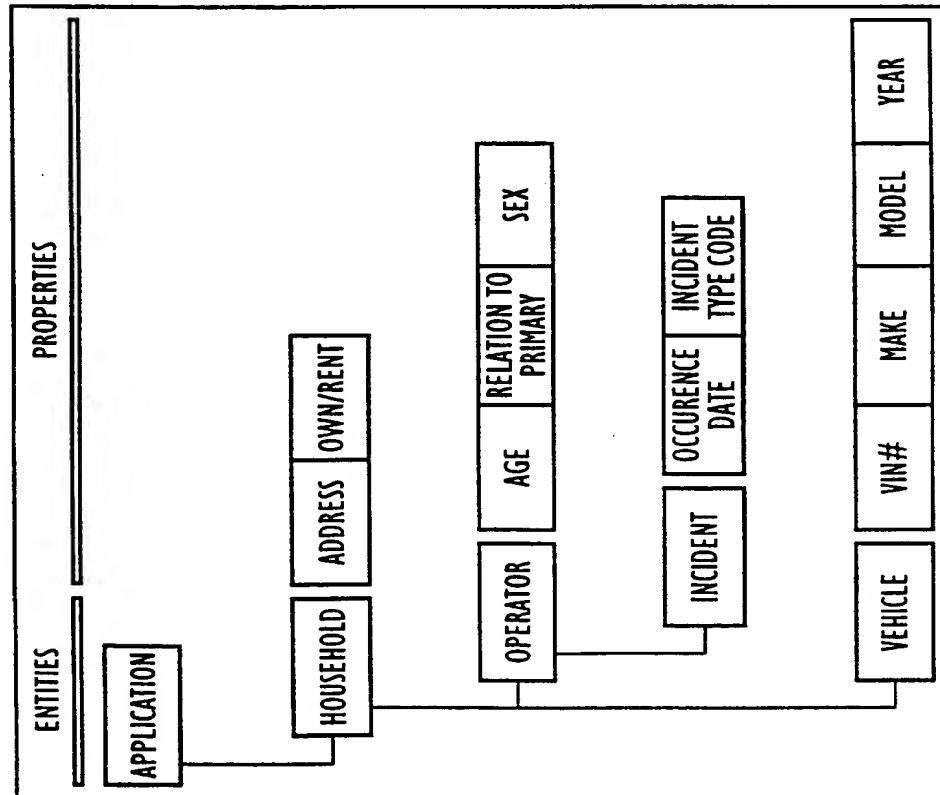 ENTITIES
PROPERTIES
APPLICATION
HOUSEHOLD
ADDRESS
OWN/RENT
OPERATOR
AGE
RELATION TO
PRIMARY
SEX
INCIDENT
OCCURENCE
DATE
INCIDENT
TYPE CODE
VEHICLE
VIN#
MAKE
MODEL
YEAR